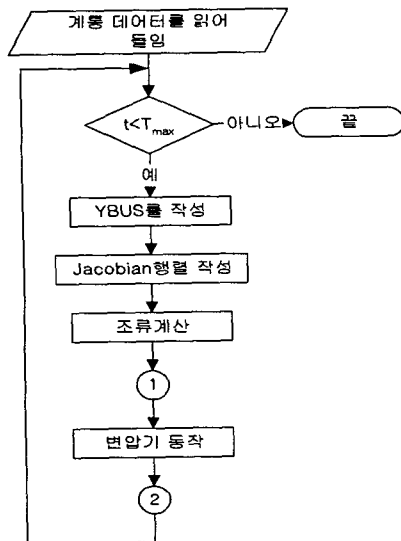 계통 데어터를 읽어
들임
t<Tmax
아니오
끝
예
YBUS를 작성
Jacobian행렬 작성
조류계산
1
변압기 동작
2